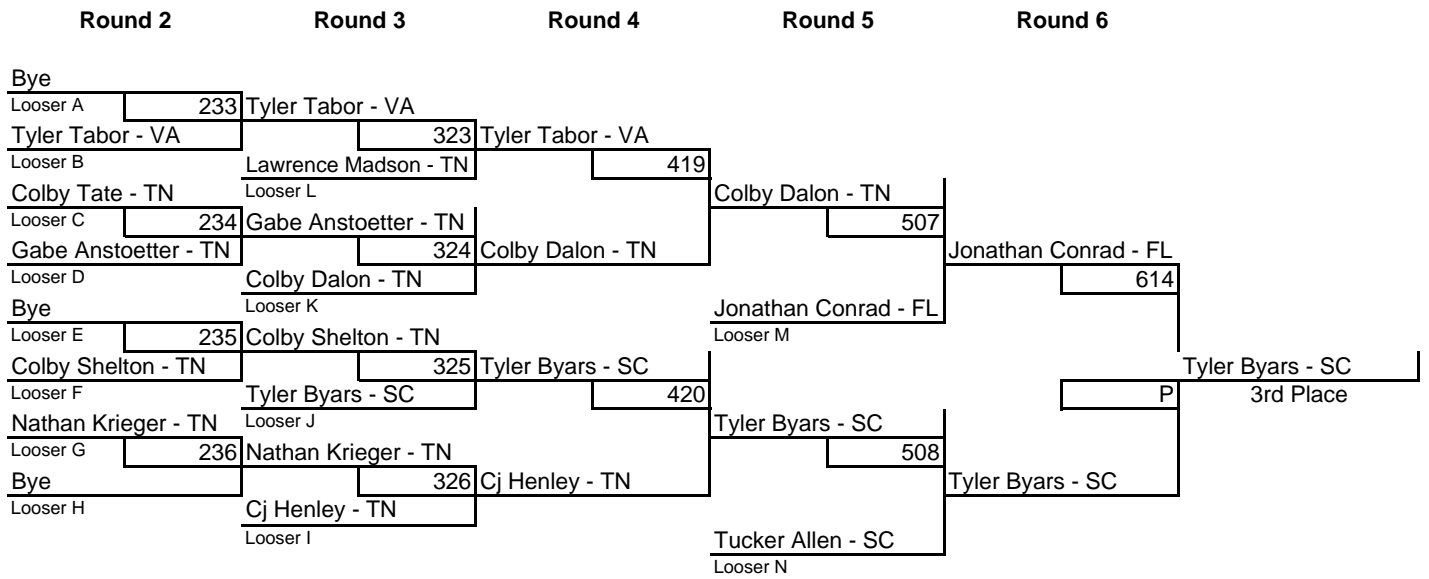 Round 2 Round 3 Round 4 Round 5 Round 6
Bye
Looser A 233 Tyler Tabor - VA
Tyler Tabor - VA 323 Tyler Tabor - VA
Looser B Lawrence Madson - TN 419
Colby Tate - TN Looser L Colby Dalon - TN
Looser C 234 Gabe Anstoetter - TN 507
Gabe Anstoetter - TN 324 Colby Dalon - TN Jonathan Conrad - FL
Looser D Colby Dalon - TN 614
Bye Looser K Jonathan Conrad - FL
Looser E 235 Colby Shelton - TN Looser M
Colby Shelton - TN 325 Tyler Byars - SC Tyler Byars - SC
Looser F Tyler Byars - SC 420 P 3rd Place
Nathan Krieger - TN Looser J Tyler Byars - SC
Looser G 236 Nathan Krieger - TN 508
Bye 326 Cj Henley - TN Tyler Byars - SC
Looser H Cj Henley - TN
Looser I Tucker Allen - SC
Looser N